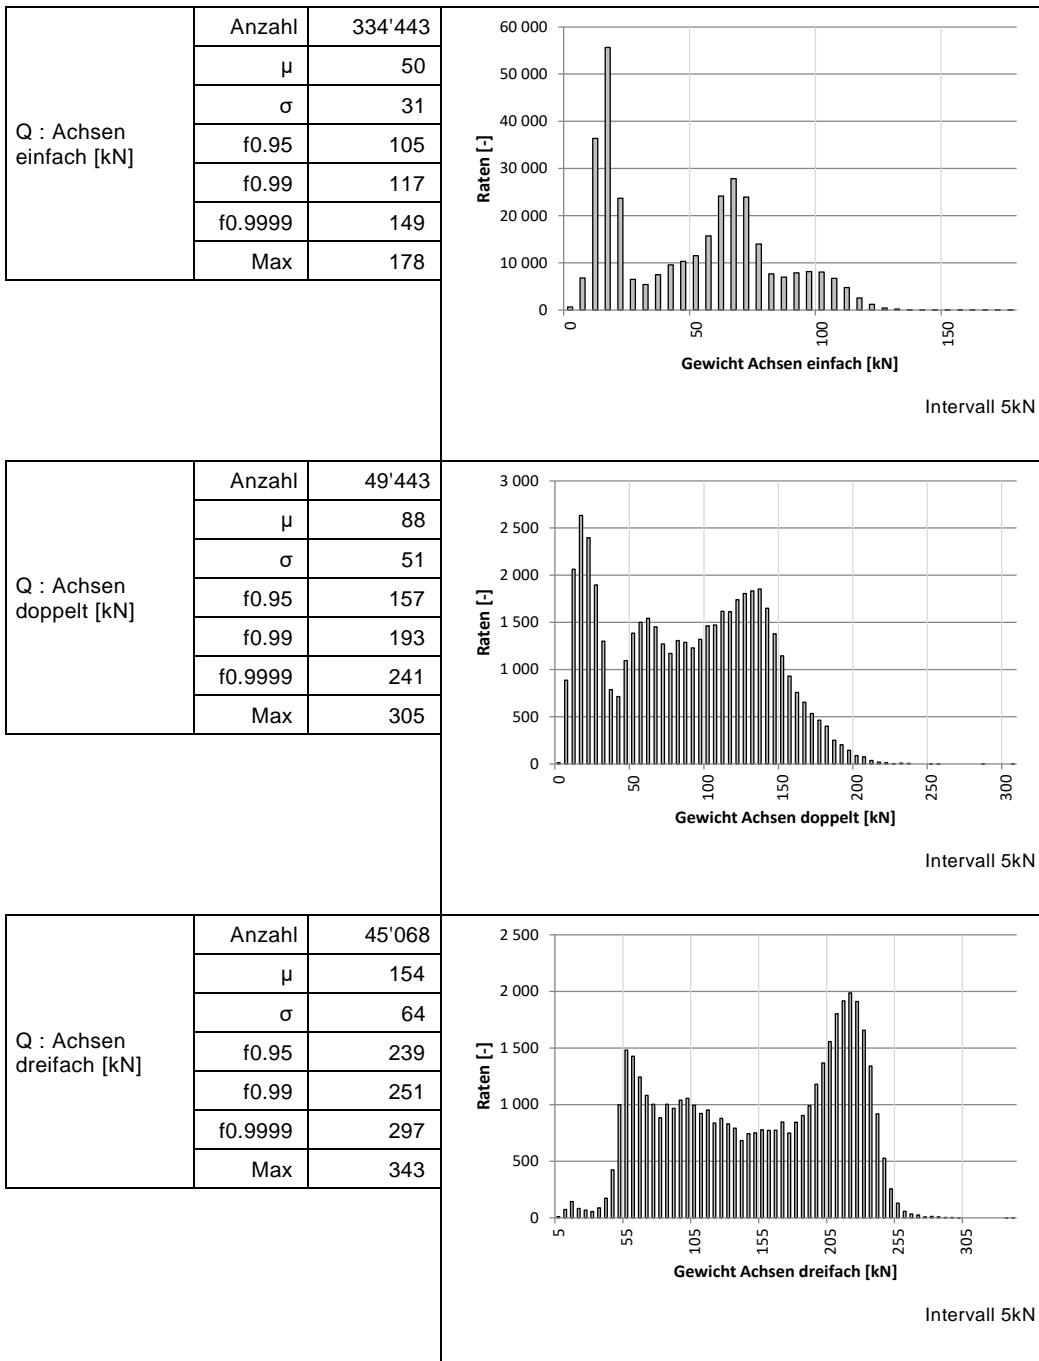 Q : Achsen
einfach [kN]
Anzahl 334'443
µ 50
σ 31
f0.95 105
f0.99 117
f0.9999 149
Max 178
60 000
50 000
40 000
30 000
20 000
10 000
0
Raten [-]
0 50 100 150
Gewicht Achsen einfach [kN]
Intervall 5kN
Q : Achsen
doppelt [kN]
Anzahl 49'443
µ 88
σ 51
f0.95 157
f0.99 193
f0.9999 241
Max 305
3 000
2 500
2 000
1 500
1 000
500
0
Raten [-]
0 50 100 150 200 250 300
Gewicht Achsen doppelt [kN]
Intervall 5kN
Q : Achsen
dreifach [kN]
Anzahl 45'068
µ 154
σ 64
f0.95 239
f0.99 251
f0.9999 297
Max 343
2 500
2 000
1 500
1 000
500
0
Raten [-]
5 55 105 155 205 255 305
Gewicht Achsen dreifach [kN]
Intervall 5kN